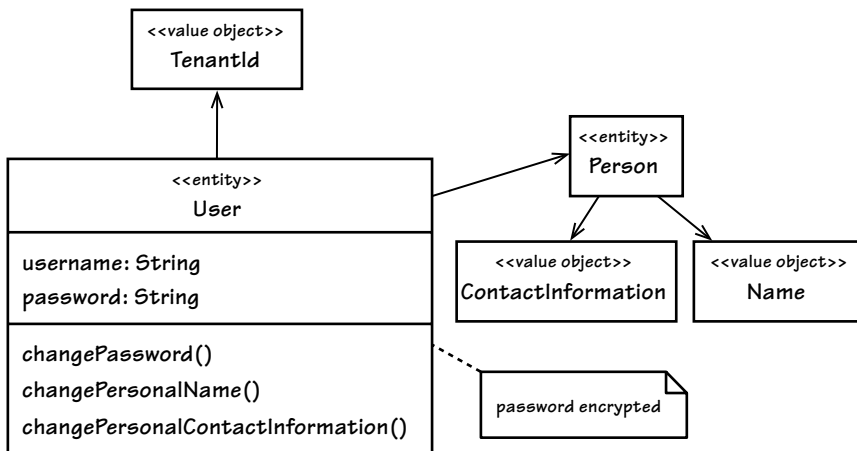 <<value object>>
TenantId
<<entity>>
Person
<<entity>>
User
<<value object>>
ContactInformation
<<value object>>
Name
username: String
password: String
changePassword()
changePersonalName()
changePersonalContactInformation()
password encrypted